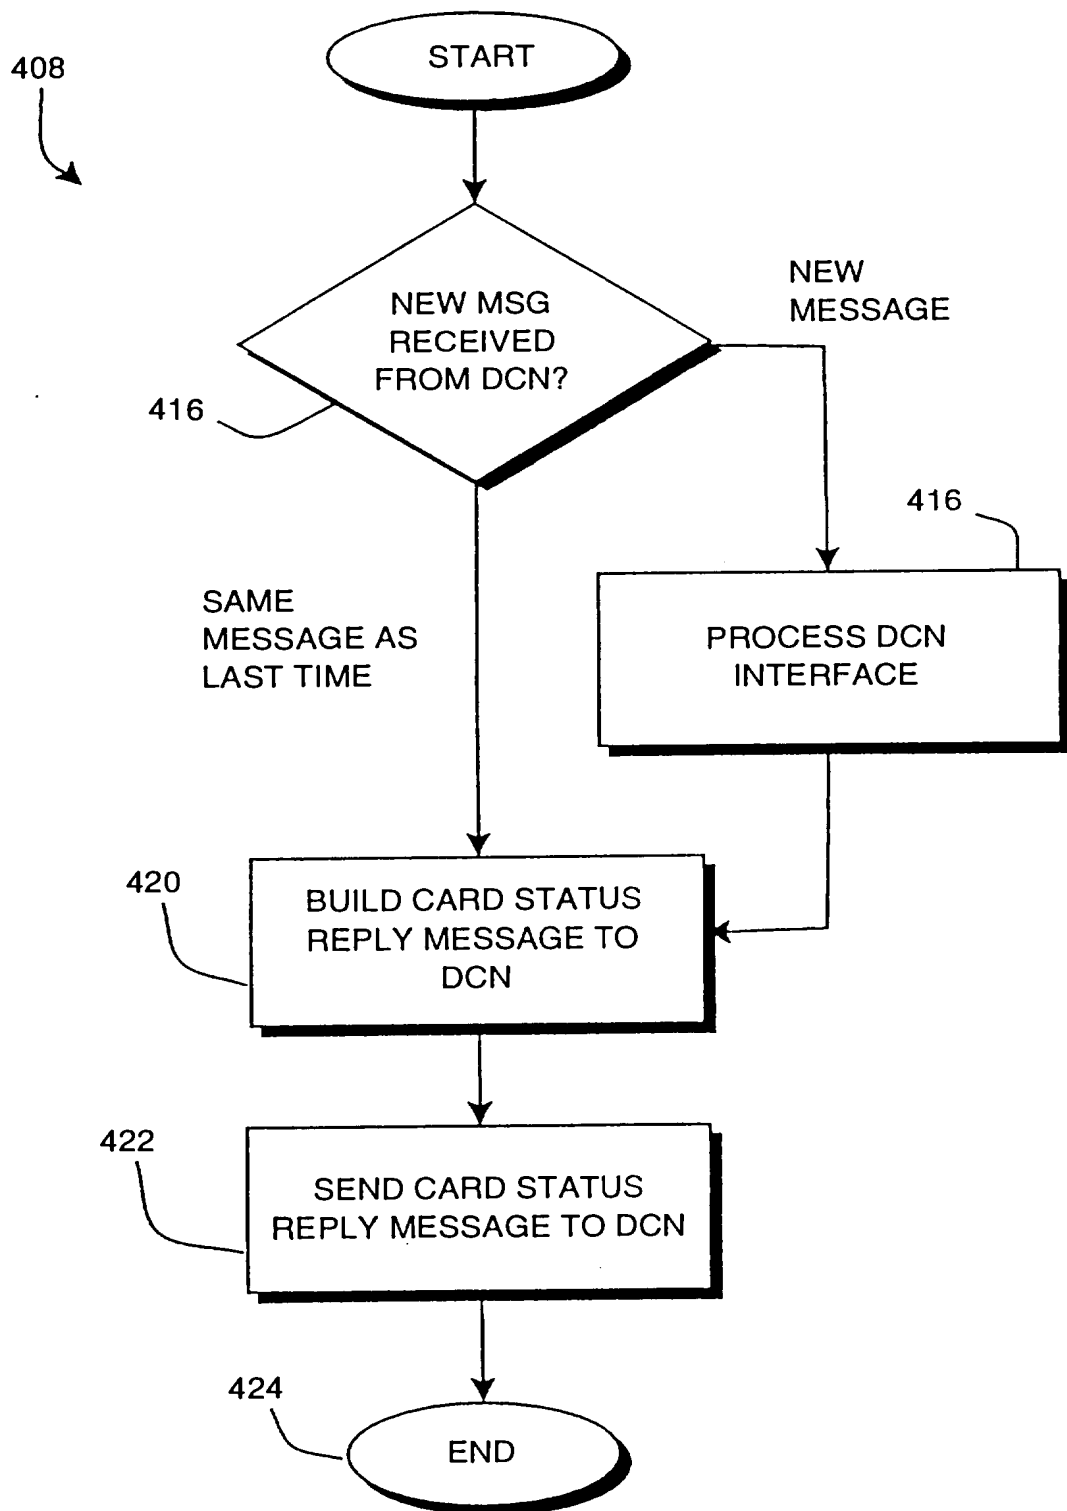 START
408
NEW MSG
RECEIVED
FROM DCN?
NEW
MESSAGE
416
416
SAME
MESSAGE AS
LAST TIME
PROCESS DCN
INTERFACE
420
BUILD CARD STATUS
REPLY MESSAGE TO
DCN
422
SEND CARD STATUS
REPLY MESSAGE TO DCN
424
END